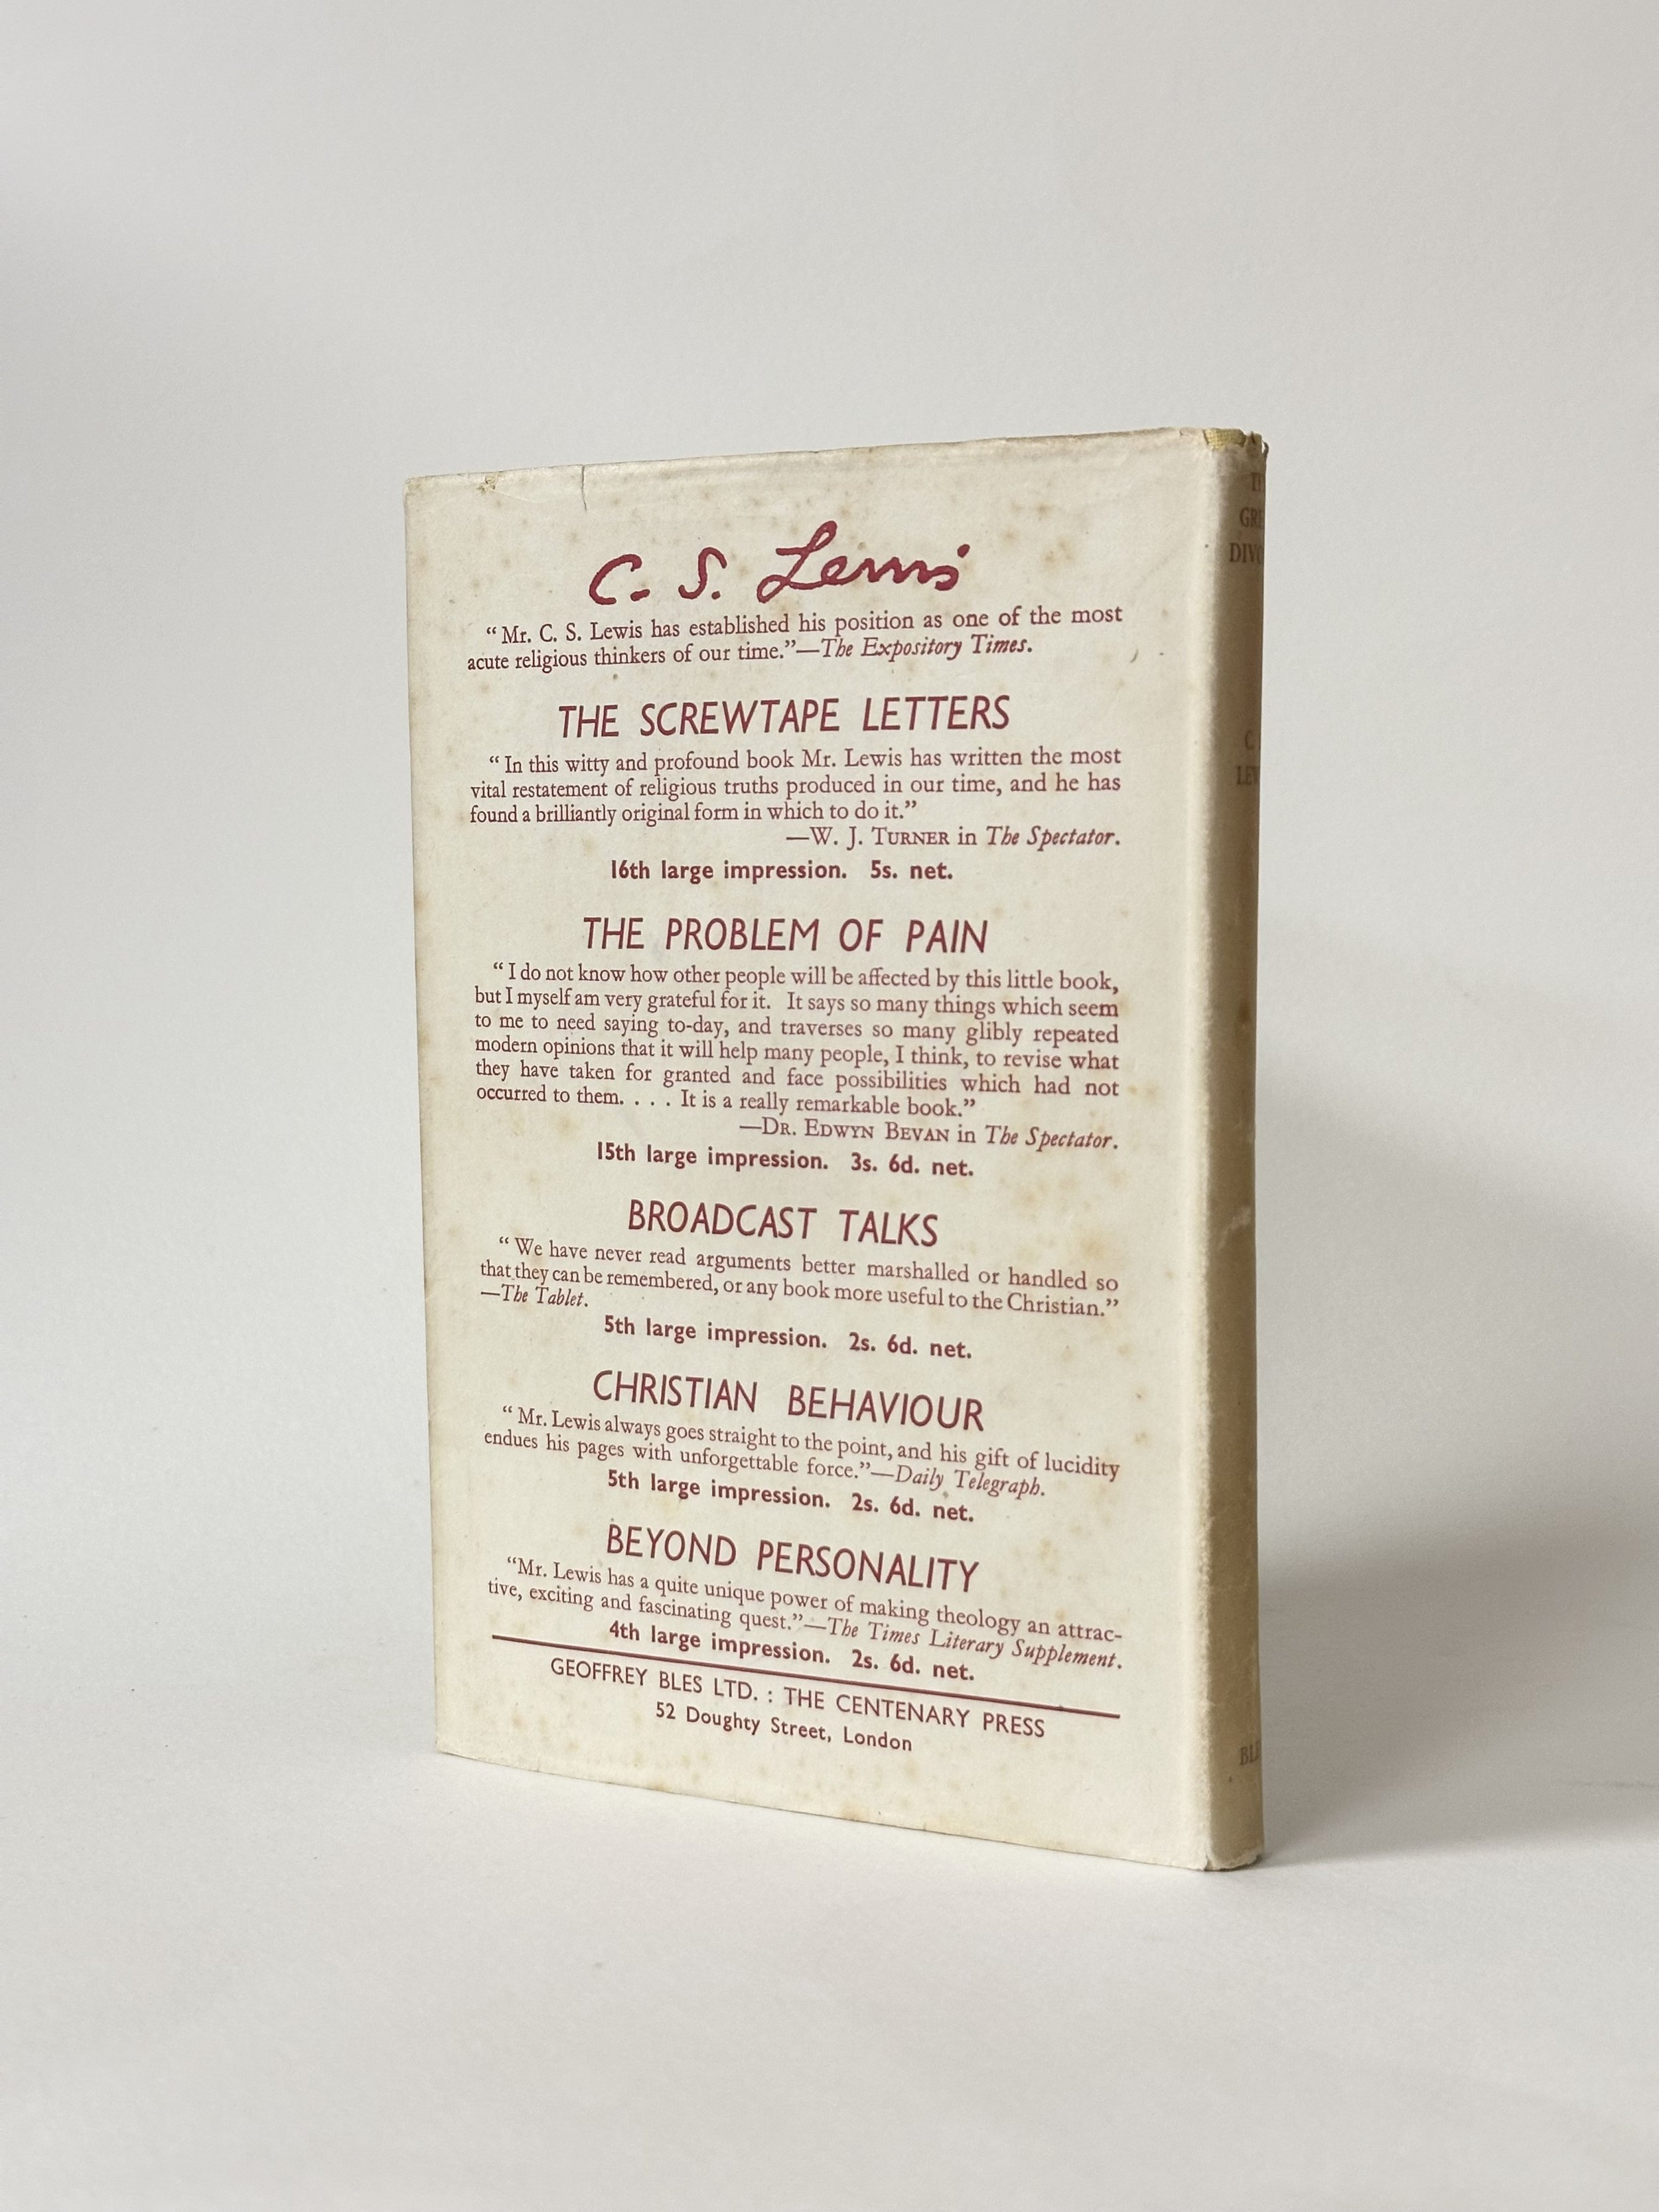 C. S. Lewis
“ Mr. C. S. Lewis has established his position as one of the most
acute religious thinkers of our time.”—The Expository Times.
THE SCREWTAPE LETTERS
“ In this witty and profound book Mr. Lewis has written the most
vital restatement of religious truths produced in our time, and he has
found a brilliantly original form in which to do it.”
—W. J. TURNER in The Spectator.
16th large impression. 5s. net.
THE PROBLEM OF PAIN
“ I do not know how other people will be affected by this little book,
but I myself am very grateful for it. It says so many things which seem
to me to need saying to-day, and traverses so many glibly repeated
modern opinions that it will help many people, I think, to revise what
they have taken for granted and face possibilities which had not
occurred to them. . . . It is a really remarkable book.”
—DR. EDWYN BEVAN in The Spectator.
15th large impression. 3s. 6d. net.
BROADCAST TALKS
“ We have never read arguments better marshalled or handled so
that they can be remembered, or any book more useful to the Christian.”
—The Tablet.
5th large impression. 2s. 6d. net.
CHRISTIAN BEHAVIOUR
“ Mr. Lewis always goes straight to the point, and his gift of lucidity
endues his pages with unforgettable force.”—Daily Telegraph.
5th large impression. 2s. 6d. net.
BEYOND PERSONALITY
“Mr. Lewis has a quite unique power of making theology an attrac-
tive, exciting and fascinating quest.”—The Times Literary Supplement.
4th large impression. 2s. 6d. net.
GEOFFREY BLES LTD. : THE CENTENARY PRESS
52 Doughty Street, London